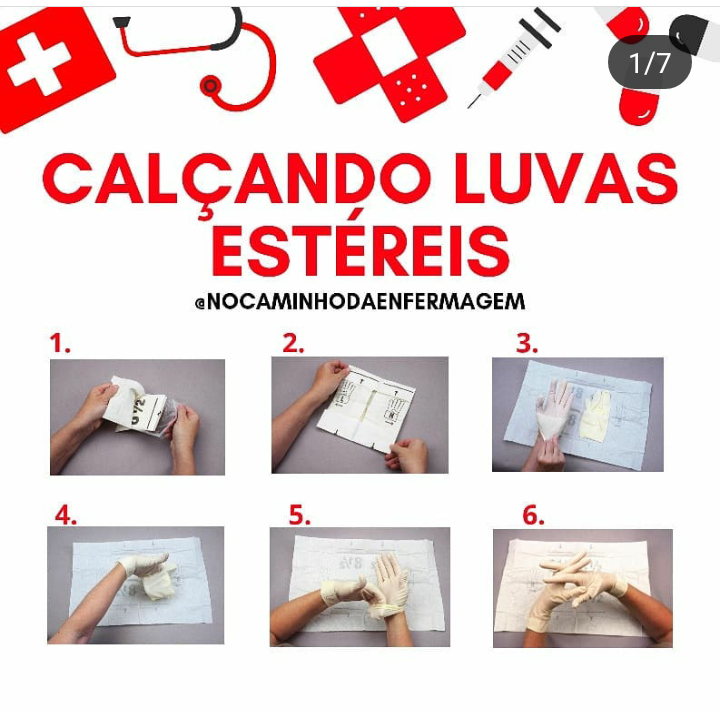 1/7
CALÇANDO LUVAS
ESTÉREIS
@NOCAMINHODAENFERMAGEM
1.
2.
3.
4.
5.
6.